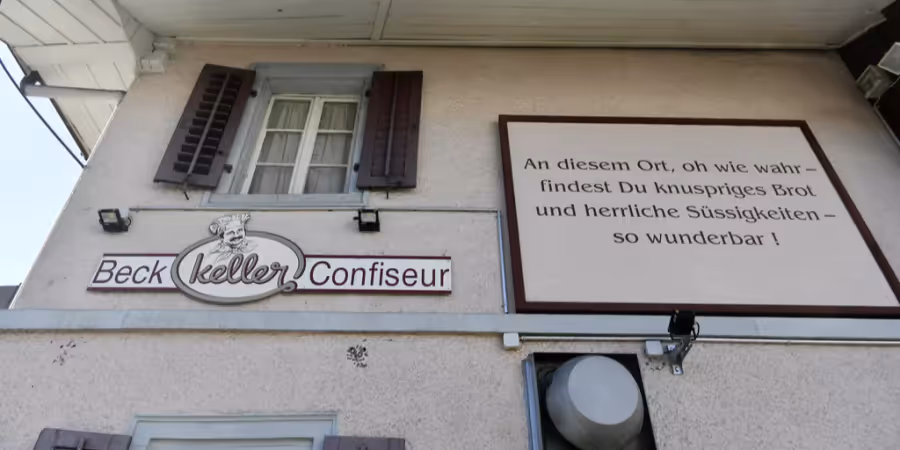 Beck keller Confiseur
An diesem Ort, oh wie wahr –
findest Du knuspriges Brot
und herrliche Süssigkeiten –
so wunderbar !